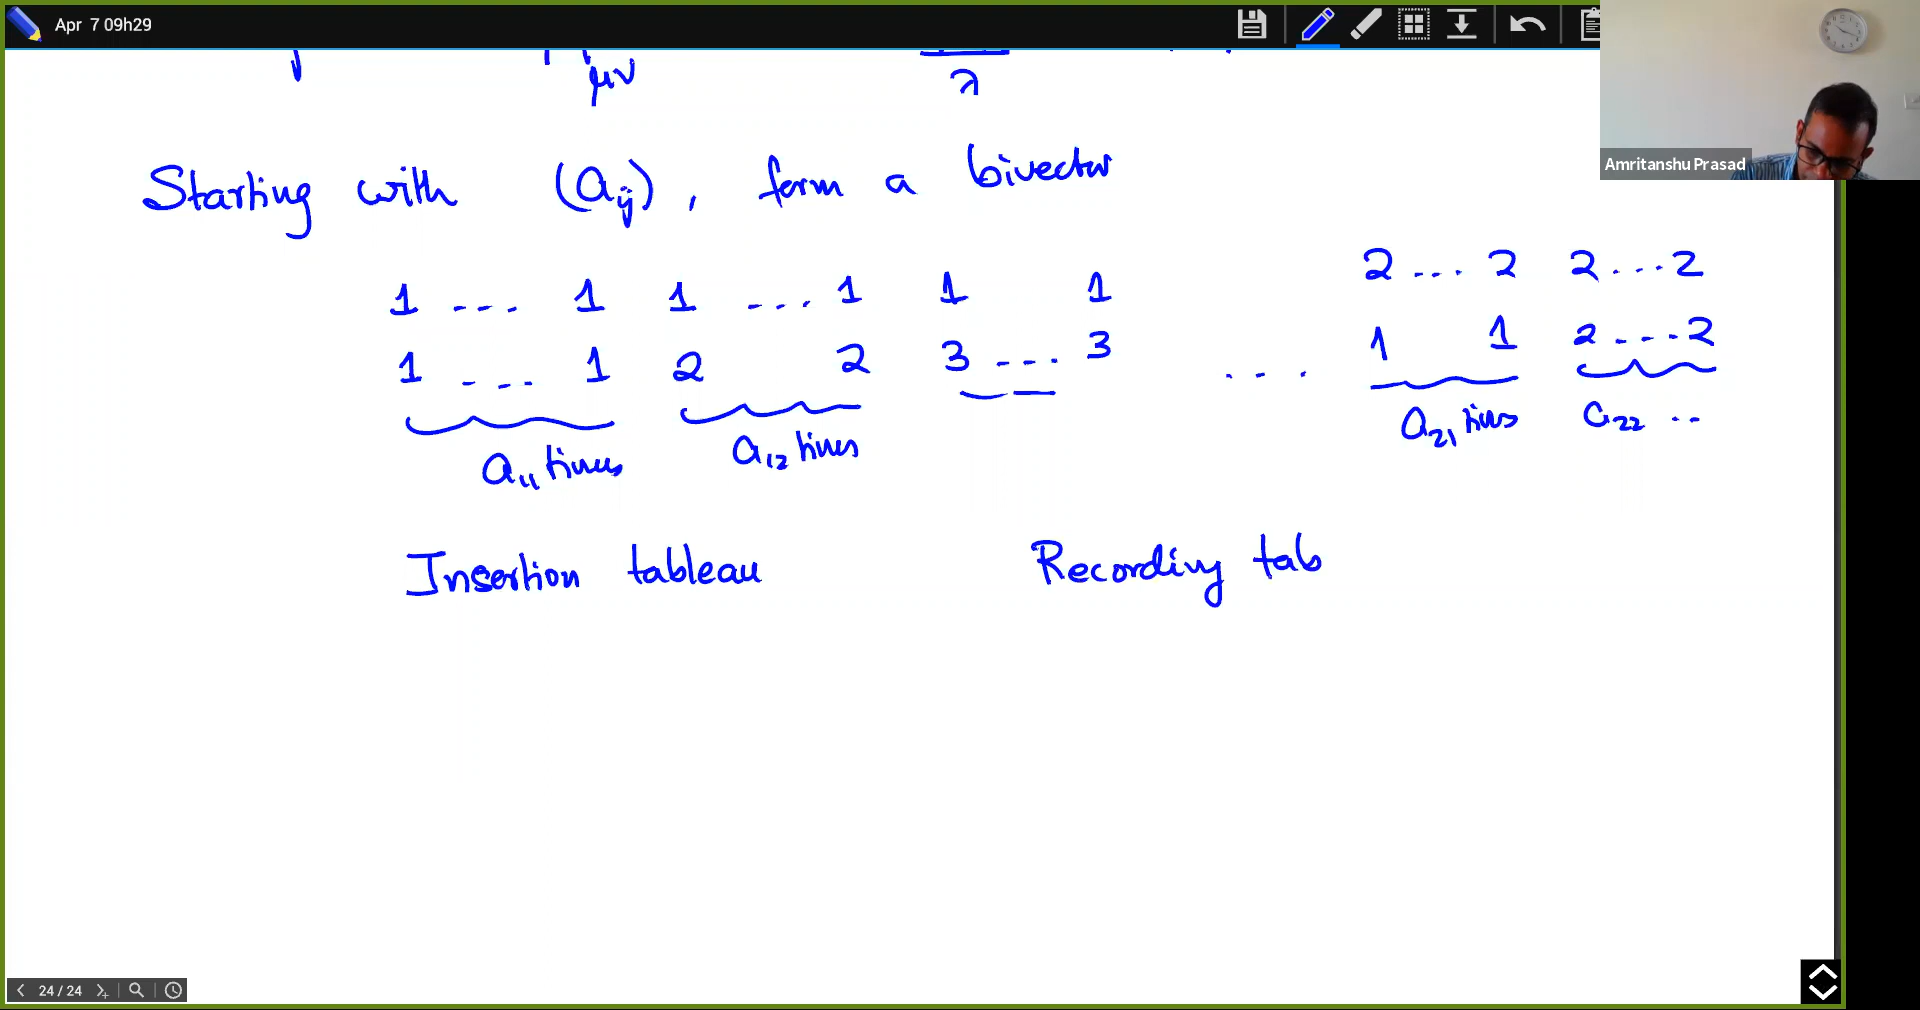 Apr 7 09h29
μν
λ
Amritanshu Prasad
Starting with (aij), form a bivector
1 ... 1 1 ... 1 1 1 2 ... 2 2 ... 2
1 ... 1 2 2 3 ... 3 ... 1 1 2 ... 2
a11 times a12 times a21 times a22 ..
Insertion tableau Recording tab
24 / 24